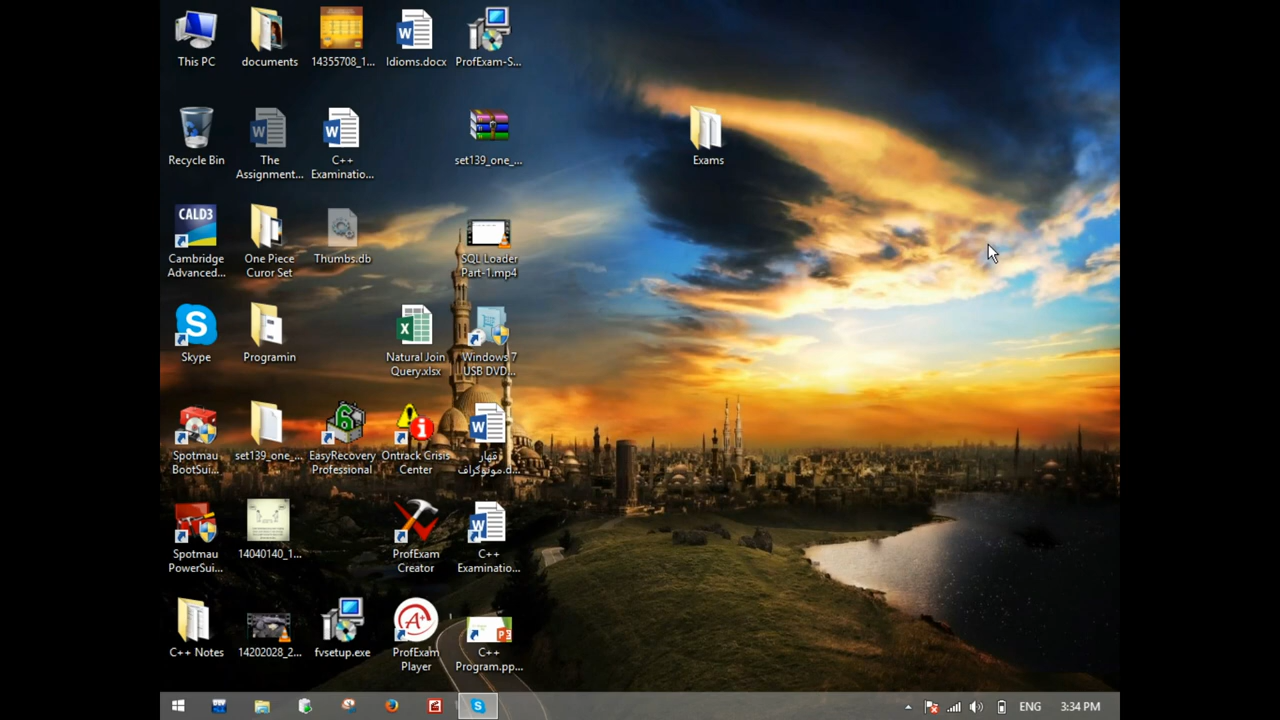 This PC
documents
14355708_1...
Idioms.docx
ProfExam-S...
Recycle Bin
The
Assignment...
C++
Examinatio...
set139_one_...
Exams
CALD3
Cambridge
Advanced...
One Piece
Curor Set
Thumbs.db
SQL Loader
Part-1.mp4
Skype
Programin
Natural Join
Query.xlsx
Windows 7
USB DVD...
Spotmau
BootSui...
set139_one_...
EasyRecovery
Professional
Ontrack Crisis
Center
قهار
مونوگراف.d...
Spotmau
PowerSui...
14040140_1...
ProfExam
Creator
C++
Examinatio...
C++ Notes
14202028_2...
fvsetup.exe
ProfExam
Player
C++
Program.pp...
ENG
3:34 PM